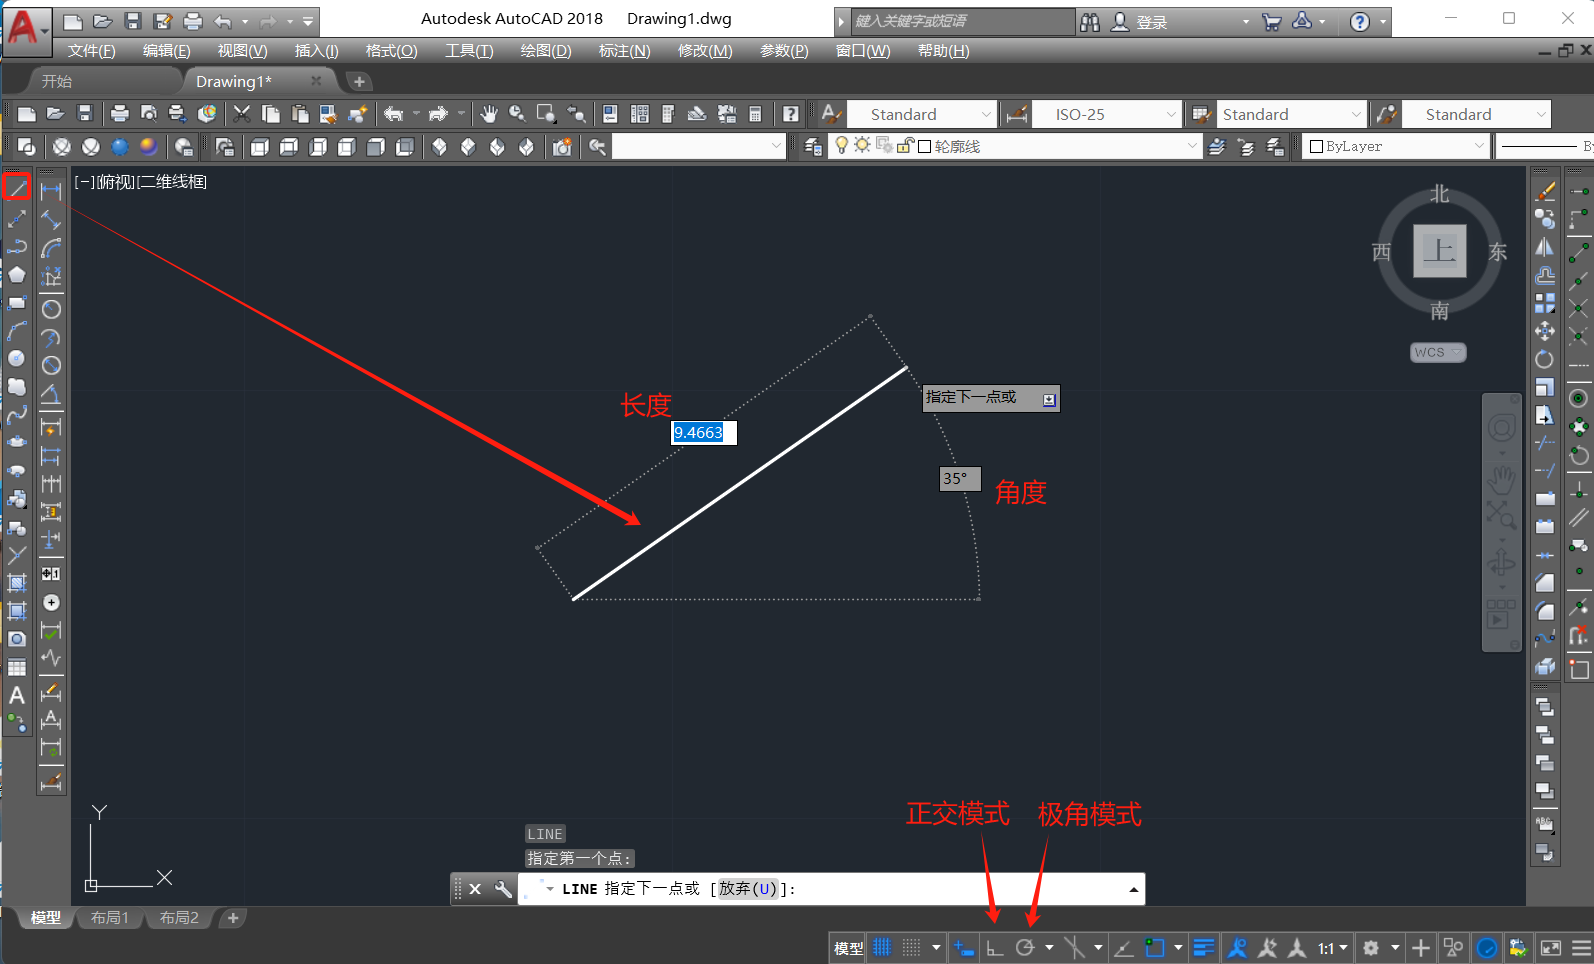 Autodesk AutoCAD 2018 Drawing1.dwg
键入关键字或短语
登录
文件(F) 编辑(E) 视图(V) 插入(I) 格式(O) 工具(T) 绘图(D) 标注(N) 修改(M) 参数(P) 窗口(W) 帮助(H)
开始 Drawing1*
Standard ISO-25 Standard Standard
轮廓线 ByLayer By
[−][俯视][二维线框]
北
西 上 东
南
WCS
长度
9.4663
指定下一点或
35°
角度
正交模式 极角模式
Y
X
LINE
指定第一个点:
LINE 指定下一点或 [放弃(U)]:
模型 布局1 布局2
模型 1:1